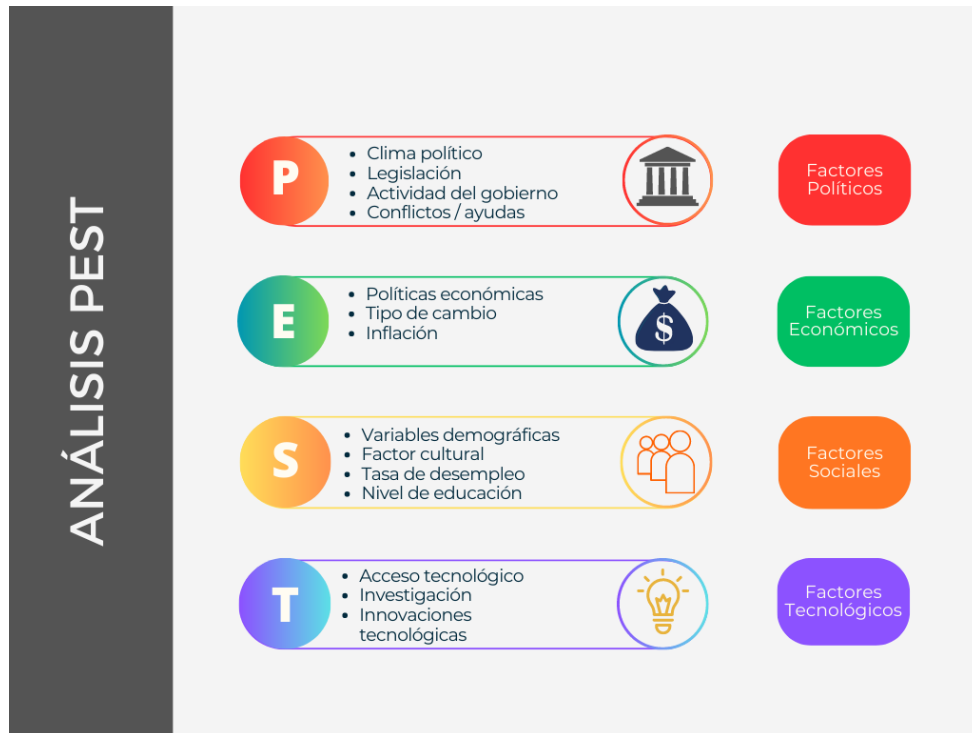 ANÁLISIS PEST
P
• Clima político
• Legislación
• Actividad del gobierno
• Conflictos / ayudas
Factores
Políticos
E
• Políticas económicas
• Tipo de cambio
• Inflación
$
Factores
Económicos
S
• Variables demográficas
• Factor cultural
• Tasa de desempleo
• Nivel de educación
Factores
Sociales
T
• Acceso tecnológico
• Investigación
• Innovaciones
tecnológicas
Factores
Tecnológicos